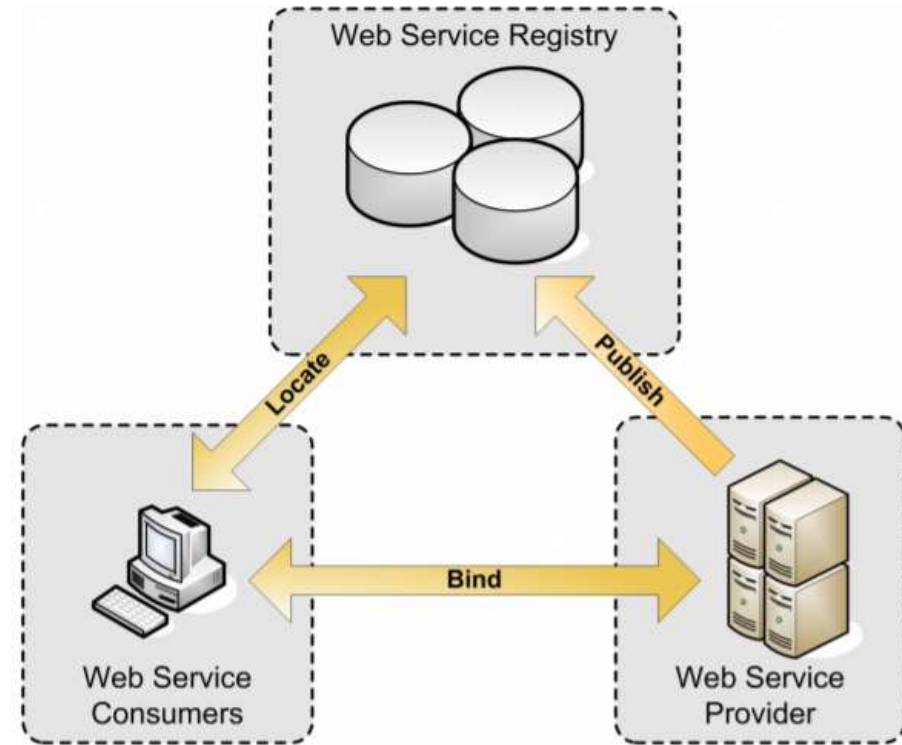 Web Service Registry
Locate
Publish
Bind
Web Service
Consumers
Web Service
Provider